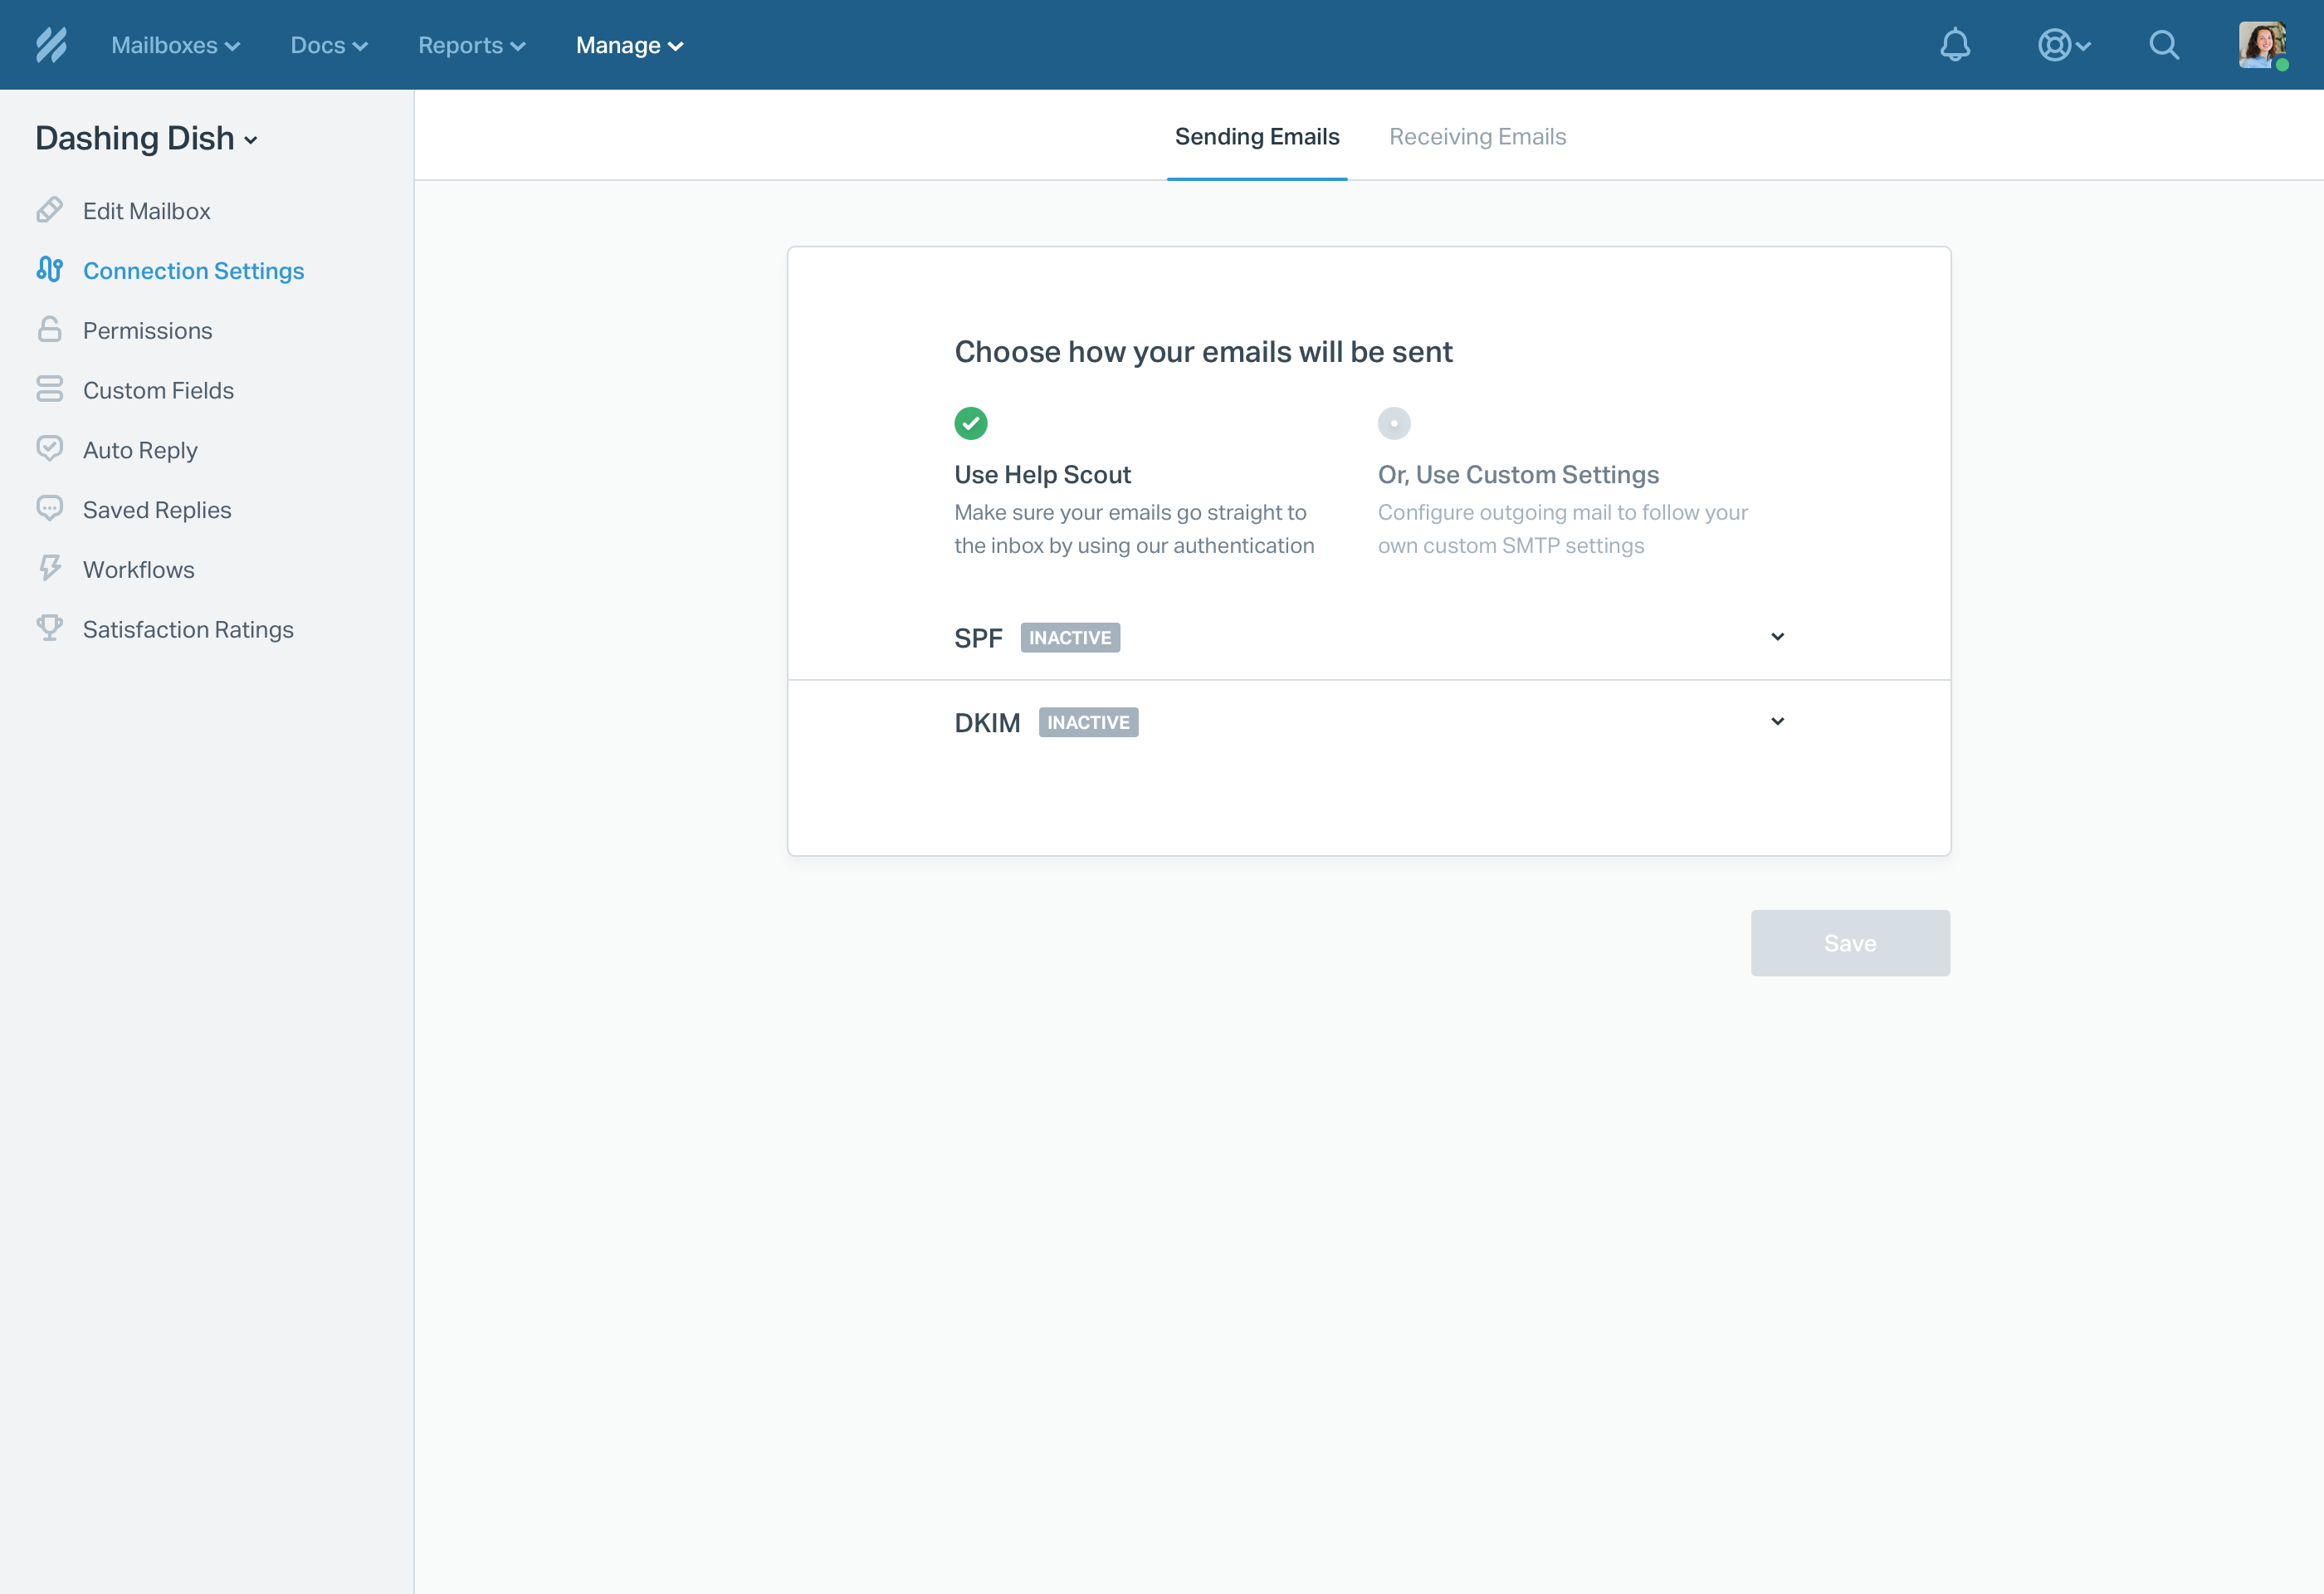 Mailboxes Docs Reports Manage
Dashing Dish
Edit Mailbox
Connection Settings
Permissions
Custom Fields
Auto Reply
Saved Replies
Workflows
Satisfaction Ratings
Sending Emails Receiving Emails
Choose how your emails will be sent
Use Help Scout
Make sure your emails go straight to
the inbox by using our authentication
Or, Use Custom Settings
Configure outgoing mail to follow your
own custom SMTP settings
SPF INACTIVE
DKIM INACTIVE
Save